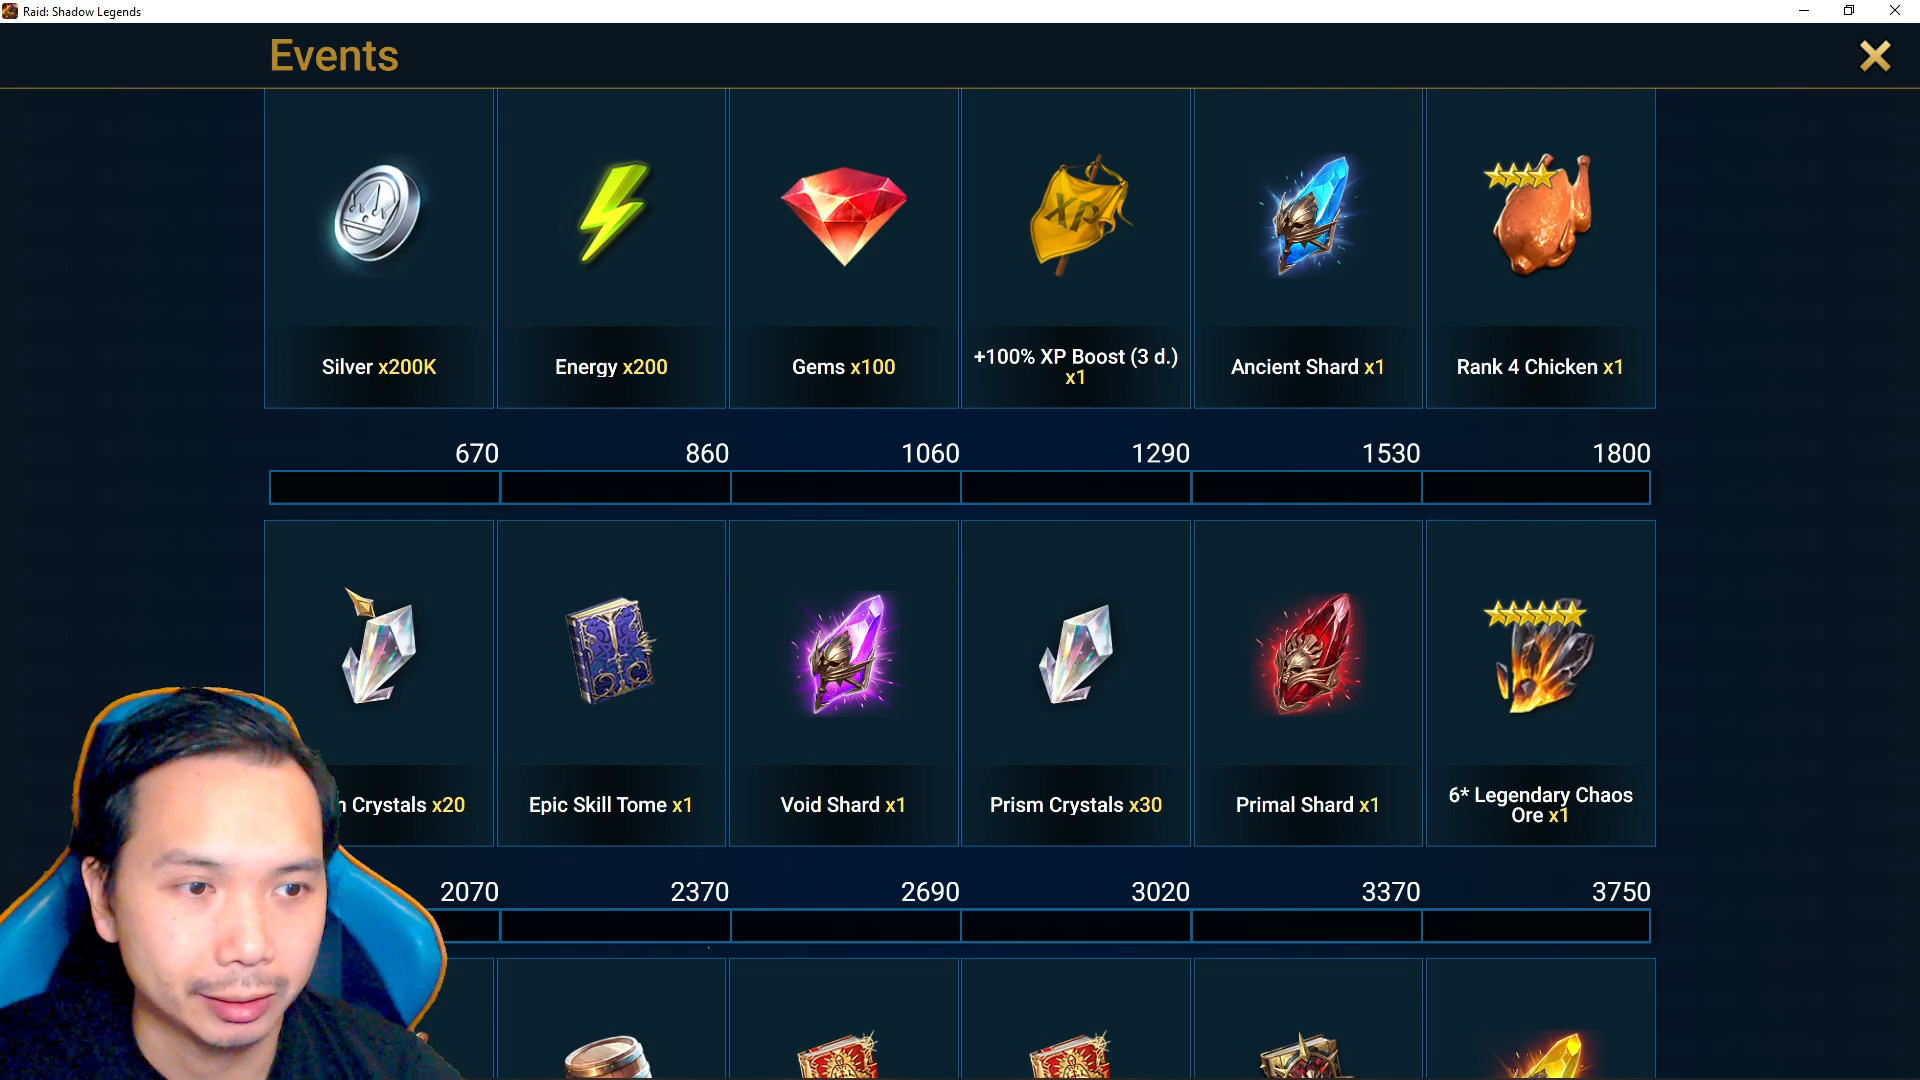 Raid: Shadow Legends
Events
Silver x200K
Energy x200
Gems x100
+100% XP Boost (3 d.)
x1
Ancient Shard x1
Rank 4 Chicken x1
670
860
1060
1290
1530
1800
Crystals x20
Epic Skill Tome x1
Void Shard x1
Prism Crystals x30
Primal Shard x1
6* Legendary Chaos
Ore x1
2070
2370
2690
3020
3370
3750